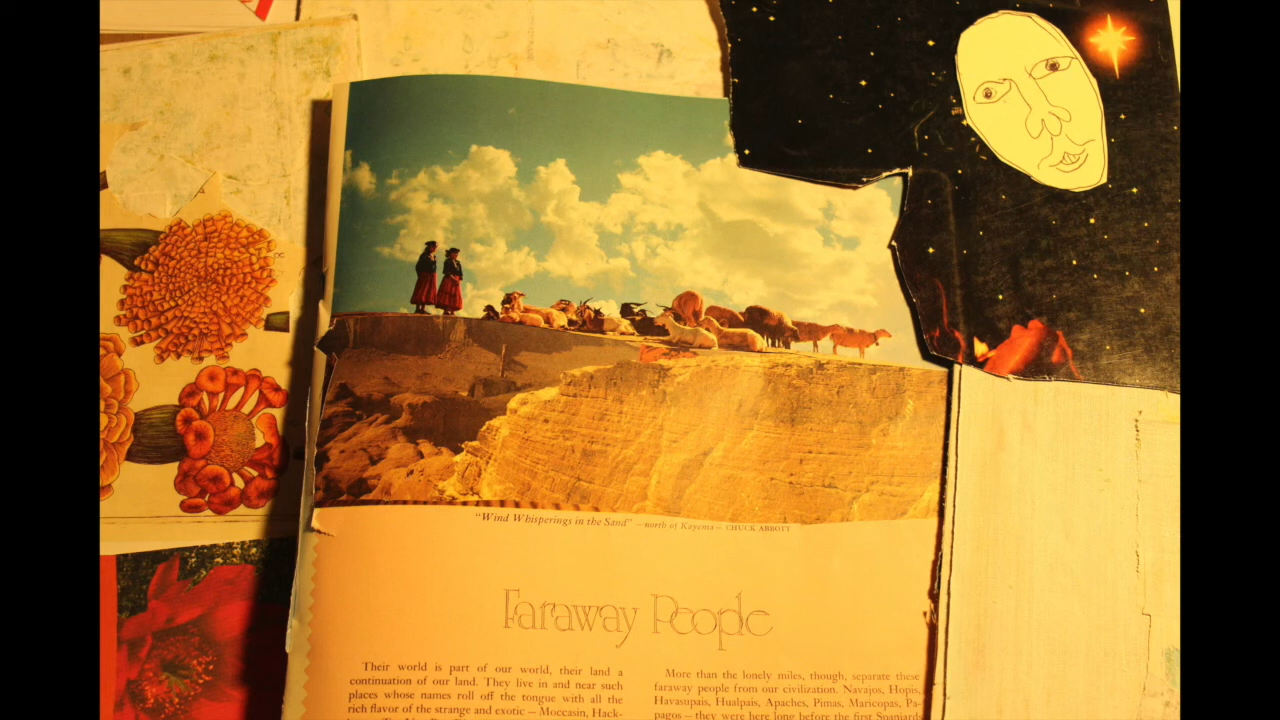 "Wind Whisperings in the Sand" — north of Kayema — CHUCK ABBOTT
Faraway People
Their world is part of our world, their land a
continuation of our land. They live in and near such
places whose names roll off the tongue with all the
rich flavor of the strange and exotic — Moccasin, Hack-
More than the lonely miles, though, separate these
faraway people from our civilization. Navajos, Hopis,
Havasupais, Hualpais, Apaches, Pimas, Maricopas, Pa-
pagos — they were here long before the first Spaniards